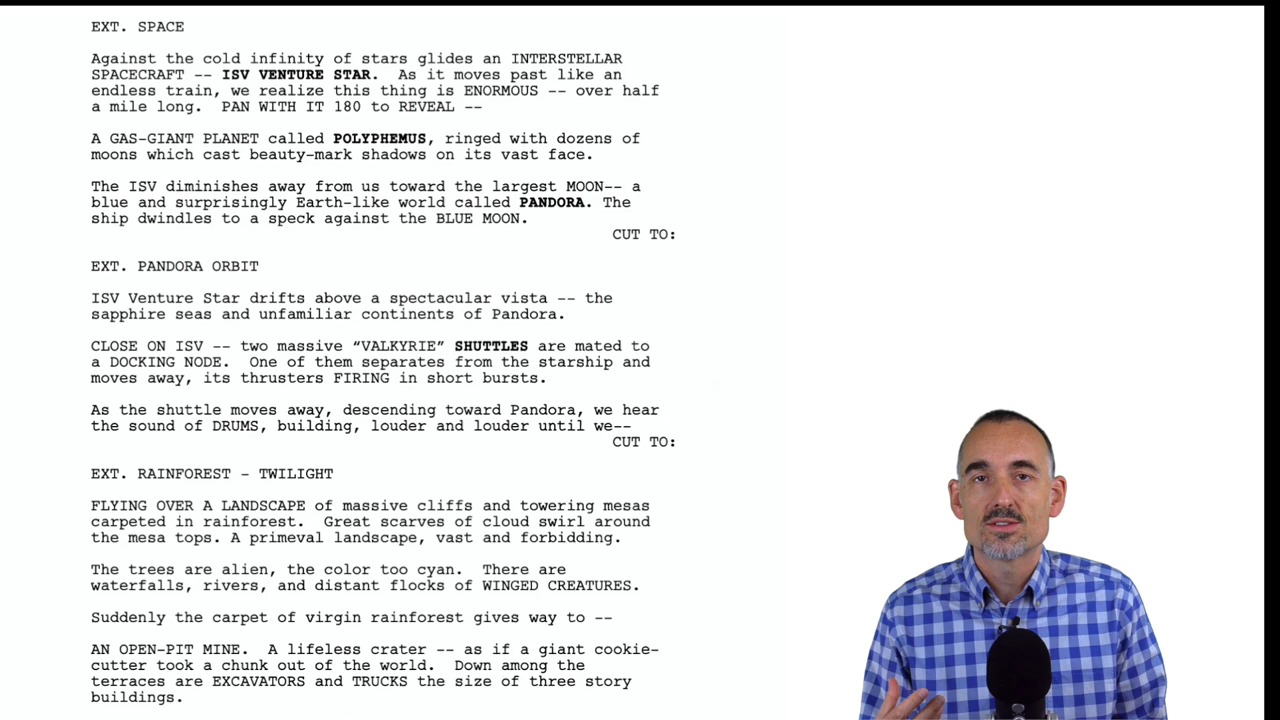 EXT. SPACE
Against the cold infinity of stars glides an INTERSTELLAR
SPACECRAFT -- ISV VENTURE STAR. As it moves past like an
endless train, we realize this thing is ENORMOUS -- over half
a mile long. PAN WITH IT 180 to REVEAL --
A GAS-GIANT PLANET called POLYPHEMUS, ringed with dozens of
moons which cast beauty-mark shadows on its vast face.
The ISV diminishes away from us toward the largest MOON-- a
blue and surprisingly Earth-like world called PANDORA. The
ship dwindles to a speck against the BLUE MOON.
CUT TO:
EXT. PANDORA ORBIT
ISV Venture Star drifts above a spectacular vista -- the
sapphire seas and unfamiliar continents of Pandora.
CLOSE ON ISV -- two massive “VALKYRIE” SHUTTLES are mated to
a DOCKING NODE. One of them separates from the starship and
moves away, its thrusters FIRING in short bursts.
As the shuttle moves away, descending toward Pandora, we hear
the sound of DRUMS, building, louder and louder until we--
CUT TO:
EXT. RAINFOREST - TWILIGHT
FLYING OVER A LANDSCAPE of massive cliffs and towering mesas
carpeted in rainforest. Great scarves of cloud swirl around
the mesa tops. A primeval landscape, vast and forbidding.
The trees are alien, the color too cyan. There are
waterfalls, rivers, and distant flocks of WINGED CREATURES.
Suddenly the carpet of virgin rainforest gives way to --
AN OPEN-PIT MINE. A lifeless crater -- as if a giant cookie-
cutter took a chunk out of the world. Down among the
terraces are EXCAVATORS and TRUCKS the size of three story
buildings.